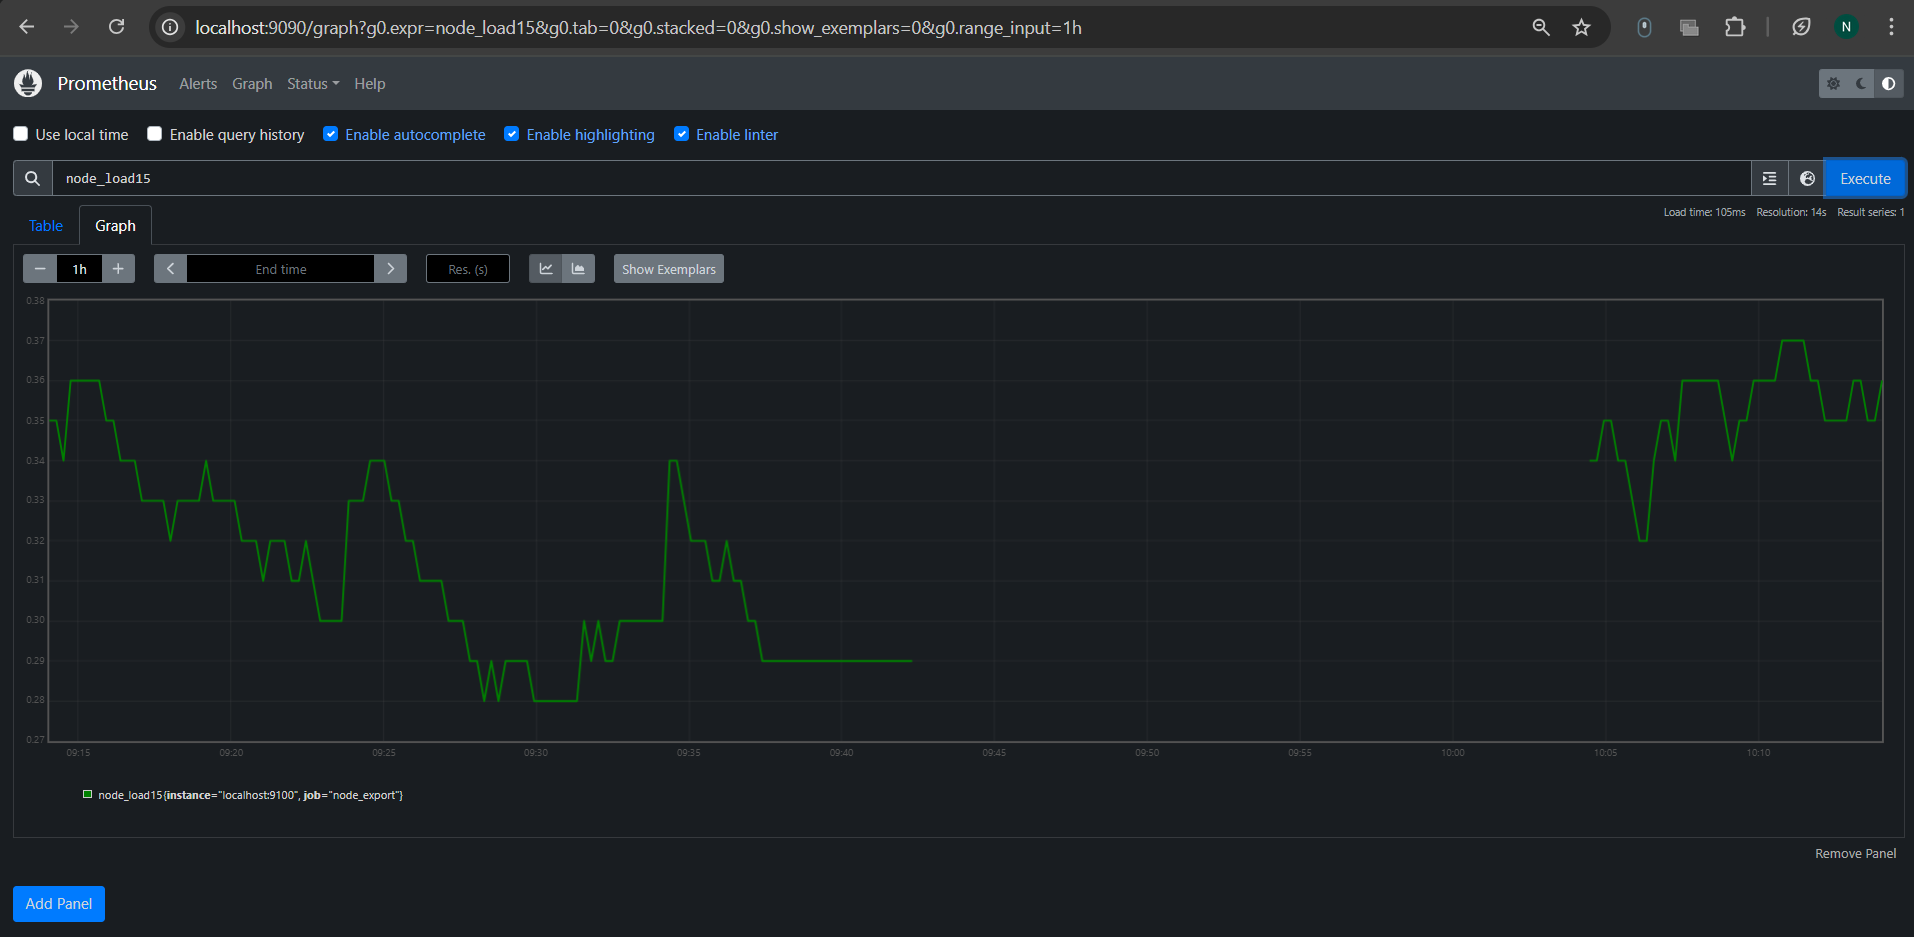 localhost:9090/graph?g0.expr=node_load15&g0.tab=0&g0.stacked=0&g0.show_exemplars=0&g0.range_input=1h
N
Prometheus Alerts Graph Status Help
Use local time Enable query history Enable autocomplete Enable highlighting Enable linter
node_load15
Execute
Load time: 105ms Resolution: 14s Result series: 1
Table Graph
− 1h + End time Res. (s) Show Exemplars
0.38
0.37
0.36
0.35
0.34
0.33
0.32
0.31
0.30
0.29
0.28
0.27
09:15 09:20 09:25 09:30 09:35 09:40 09:45 09:50 09:55 10:00 10:05 10:10
node_load15{instance="localhost:9100", job="node_export"}
Remove Panel
Add Panel